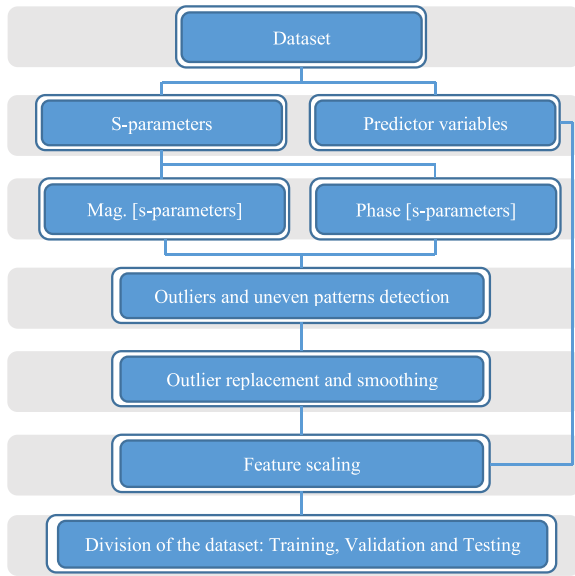 Dataset
S-parameters
Predictor variables
Mag. [s-parameters]
Phase [s-parameters]
Outliers and uneven patterns detection
Outlier replacement and smoothing
Feature scaling
Division of the dataset: Training, Validation and Testing